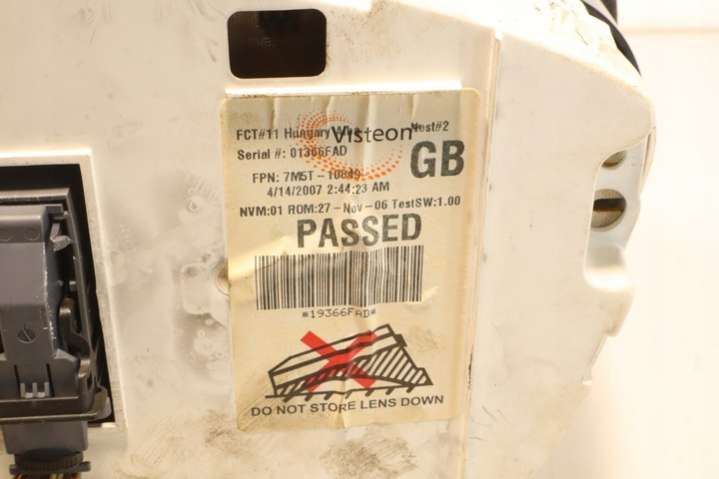 FCT#11 Hungary Nest#2
Visteon
Serial #: 01366FAD
GB
FPN: 7M5T-10849
4/14/2007 2:44:23 AM
NVM:01 ROM:27-Nov-06 TestSW:1.00
PASSED
*19366FAD*
DO NOT STORE LENS DOWN